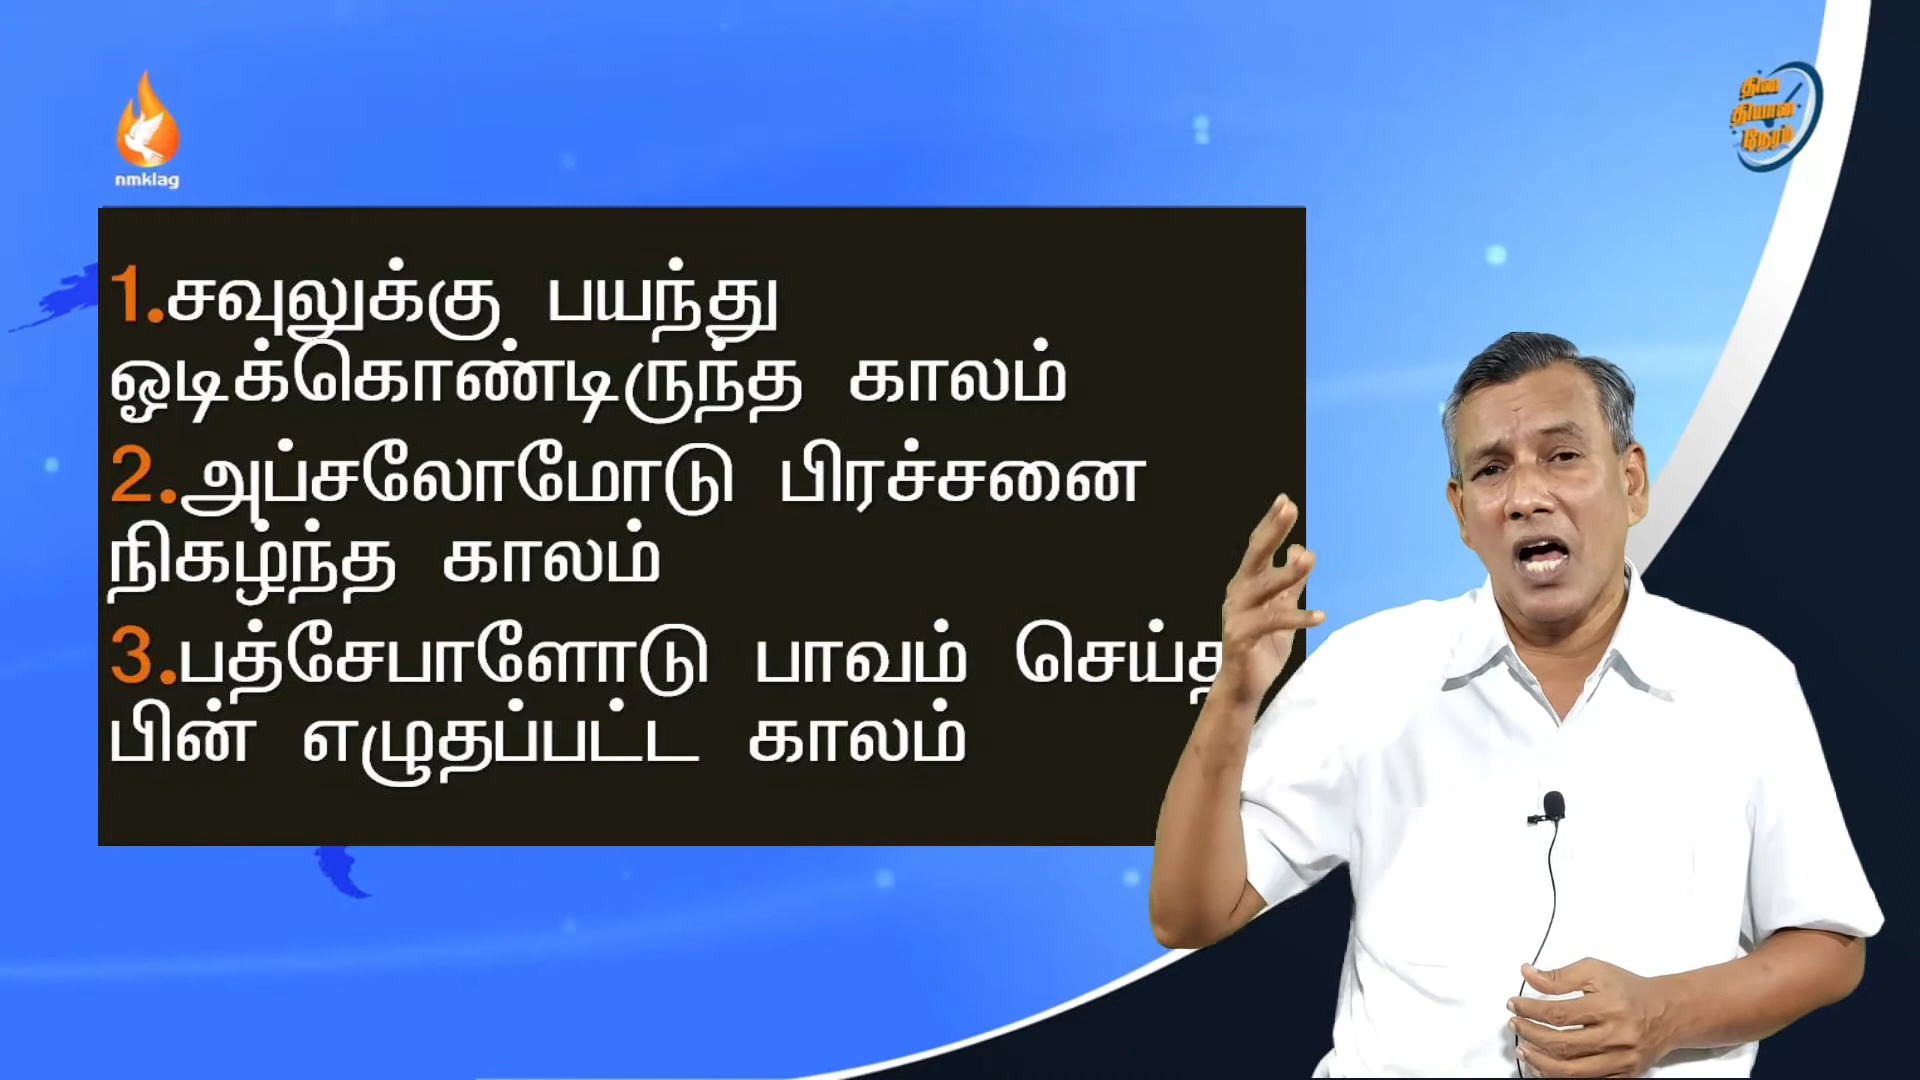 nmklag
தின
தியான
நேரம்
1.சவுலுக்கு பயந்து
ஓடிக்கொண்டிருந்த காலம்
2.அப்சலோமோடு பிரச்சனை
நிகழ்ந்த காலம்
3.பத்சேபாளோடு பாவம் செய்த
பின் எழுதப்பட்ட காலம்